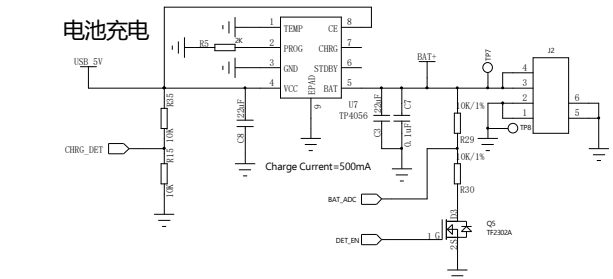 电池充电
USB_5V
R5
2K
1 TEMP CE 8
2 PROG CHRG 7
3 GND STDBY 6
4 VCC BAT 5
EPAD
9
U7
TP4056
BAT+
TP7
J2
4
3
2
1
6
5
TP8
R35
10K
CHRG_DET
R15
10K
C8
22uF
Charge Current=500mA
C3
22uF
C7
0.1uF
10K/1%
R29
10K/1%
R30
BAT_ADC
DET_EN
1 G
D3
2S
Q5
TF2302A